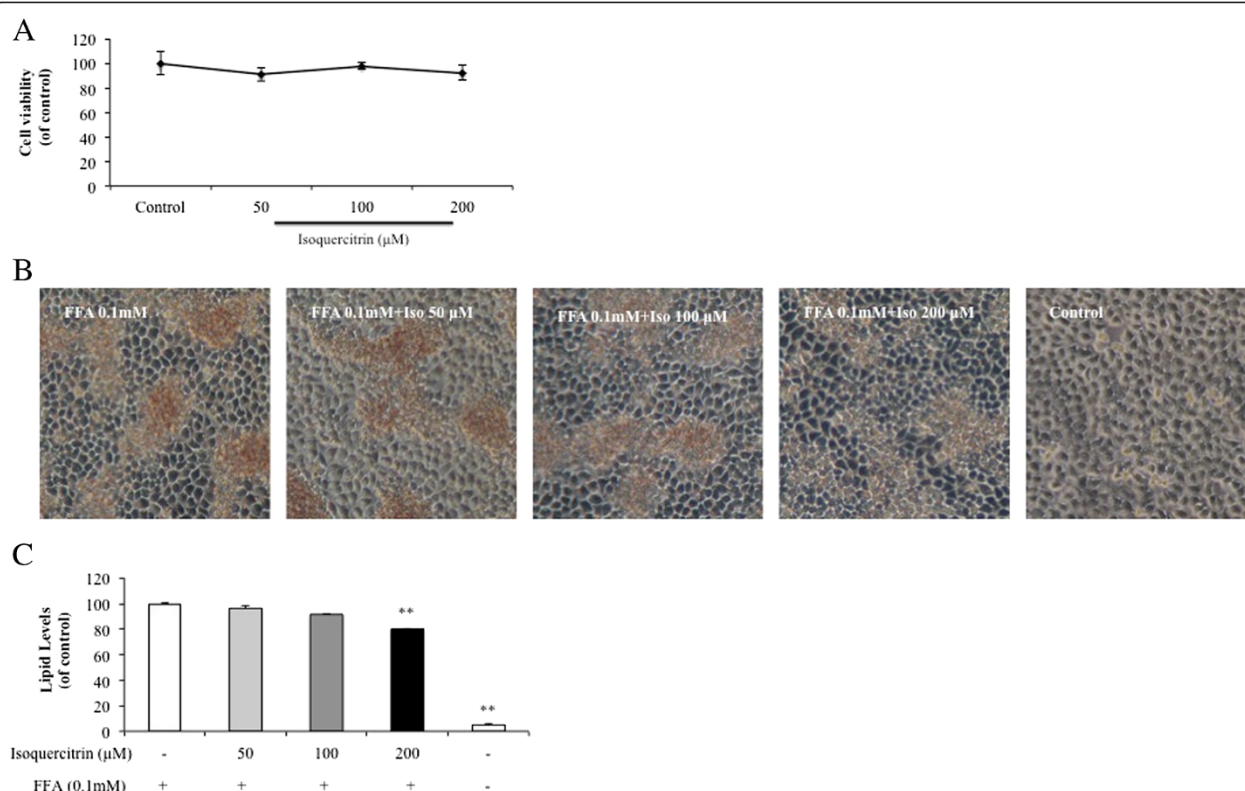 A
120
100
80
60
40
20
0
Cell viability
(of control)
Control 50 100 200
Isoquercitrin (µM)
B
FFA 0.1mM
FFA 0.1mM+Iso 50 µM
FFA 0.1mM+Iso 100 µM
FFA 0.1mM+Iso 200 µM
Control
C
120
100
80
60
40
20
0
Lipid Levels
(of control)
**
**
Isoquercitrin (µM) - 50 100 200 -
FFA (0.1mM) + + + + -